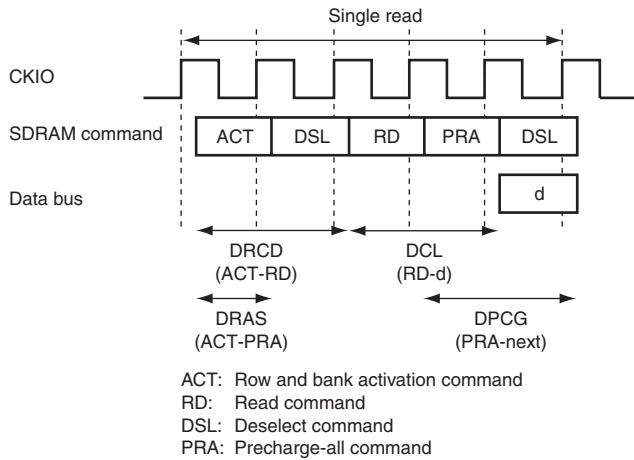 Single read
CKIO
SDRAM command ACT DSL RD PRA DSL
Data bus d
DRCD DCL
(ACT-RD) (RD-d)
DRAS DPCG
(ACT-PRA) (PRA-next)
ACT: Row and bank activation command
RD: Read command
DSL: Deselect command
PRA: Precharge-all command